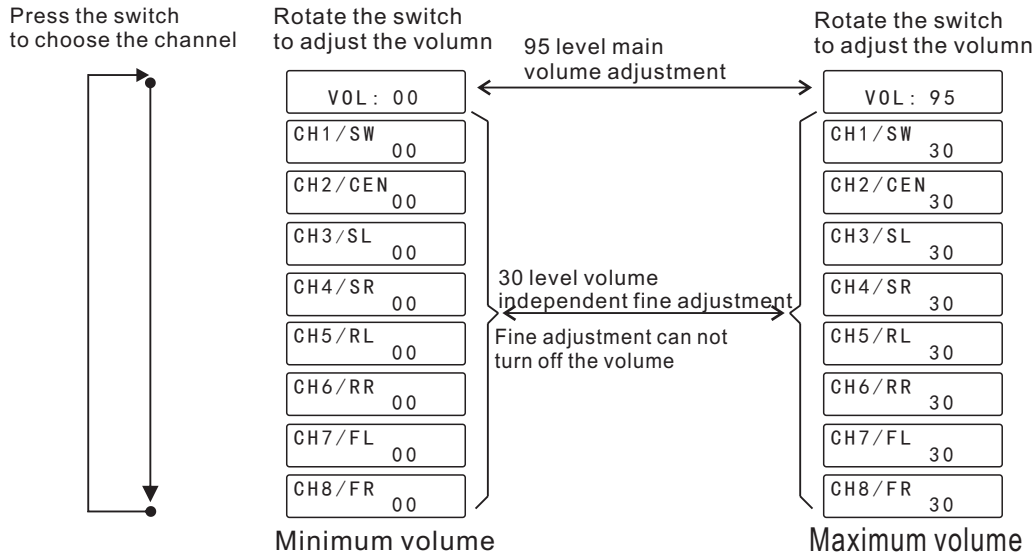 Press the switch
to choose the channel
Rotate the switch
to adjust the volumn
95 level main
volume adjustment
Rotate the switch
to adjust the volumn
VOL: 00
CH1/SW
00
CH2/CEN
00
CH3/SL
00
CH4/SR
00
CH5/RL
00
CH6/RR
00
CH7/FL
00
CH8/FR
00
Minimum volume
30 level volume
independent fine adjustment
Fine adjustment can not
turn off the volume
VOL: 95
CH1/SW
30
CH2/CEN
30
CH3/SL
30
CH4/SR
30
CH5/RL
30
CH6/RR
30
CH7/FL
30
CH8/FR
30
Maximum volume